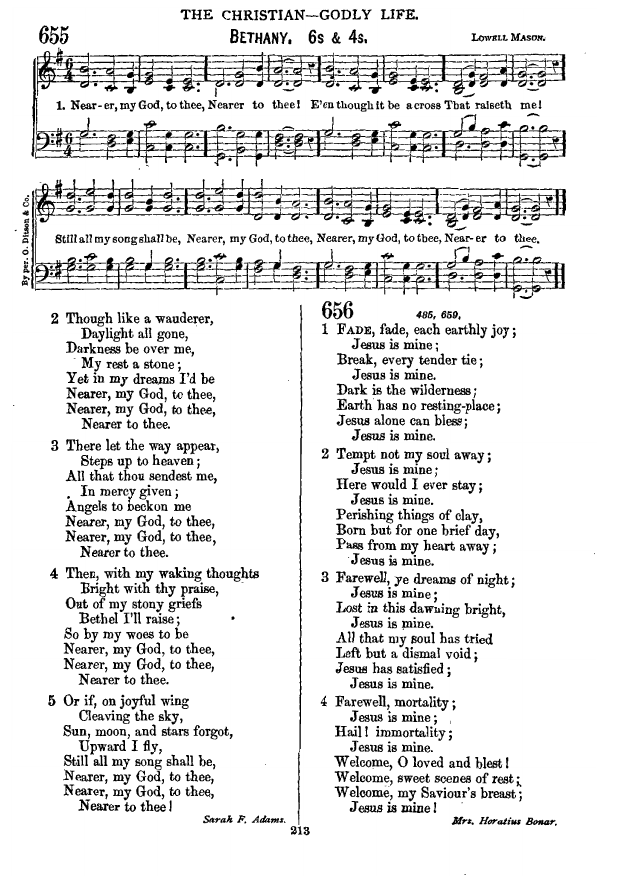 THE CHRISTIAN—GODLY LIFE.
655
BETHANY. 6s & 4s.
LOWELL MASON.
1. Near-er, my God, to thee, Nearer to thee! E'en though it be a cross That raiseth me!
By per. O. Ditson & Co.
Still all my song shall be, Nearer, my God, to thee, Nearer, my God, to thee, Near-er to thee.
2 Though like a wanderer,
Daylight all gone,
Darkness be over me,
My rest a stone;
Yet in my dreams I'd be
Nearer, my God, to thee,
Nearer, my God, to thee,
Nearer to thee.
3 There let the way appear,
Steps up to heaven;
All that thou sendest me,
In mercy given;
Angels to beckon me
Nearer, my God, to thee,
Nearer, my God, to thee,
Nearer to thee.
4 Then, with my waking thoughts
Bright with thy praise,
Out of my stony griefs
Bethel I'll raise;
So by my woes to be
Nearer, my God, to thee,
Nearer, my God, to thee,
Nearer to thee.
5 Or if, on joyful wing
Cleaving the sky,
Sun, moon, and stars forgot,
Upward I fly,
Still all my song shall be,
Nearer, my God, to thee,
Nearer, my God, to thee,
Nearer to thee!
Sarah F. Adams.
656
485, 659.
1 FADE, fade, each earthly joy;
Jesus is mine;
Break, every tender tie;
Jesus is mine.
Dark is the wilderness;
Earth has no resting-place;
Jesus alone can bless;
Jesus is mine.
2 Tempt not my soul away;
Jesus is mine;
Here would I ever stay;
Jesus is mine.
Perishing things of clay,
Born but for one brief day,
Pass from my heart away;
Jesus is mine.
3 Farewell, ye dreams of night;
Jesus is mine;
Lost in this dawning bright,
Jesus is mine.
All that my soul has tried
Left but a dismal void;
Jesus has satisfied;
Jesus is mine.
4 Farewell, mortality;
Jesus is mine;
Hail! immortality;
Jesus is mine.
Welcome, O loved and blest!
Welcome, sweet scenes of rest;
Welcome, my Saviour's breast;
Jesus is mine!
Mrs. Horatius Bonar.
213